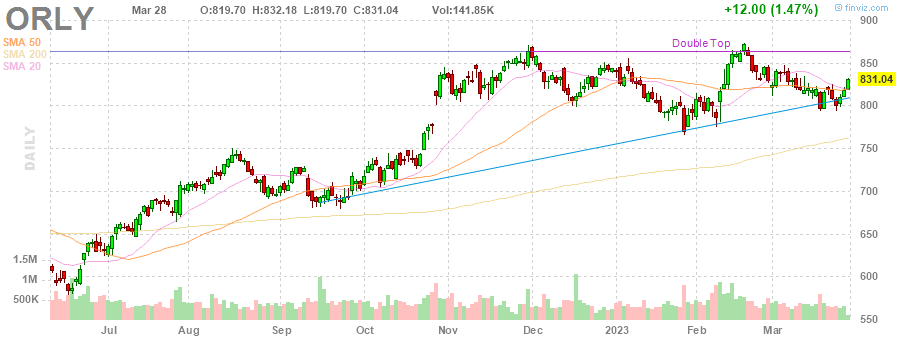 ORLY Mar 28 O:819.70 H:832.18 L:819.70 C:831.04 Vol:141.85K +12.00 (1.47%) © finviz.com
SMA 50
SMA 200
SMA 20
Double Top
DAILY
900
850
831.04
800
750
700
650
600
550
1.5M
1M
500K
Jul Aug Sep Oct Nov Dec 2023 Feb Mar